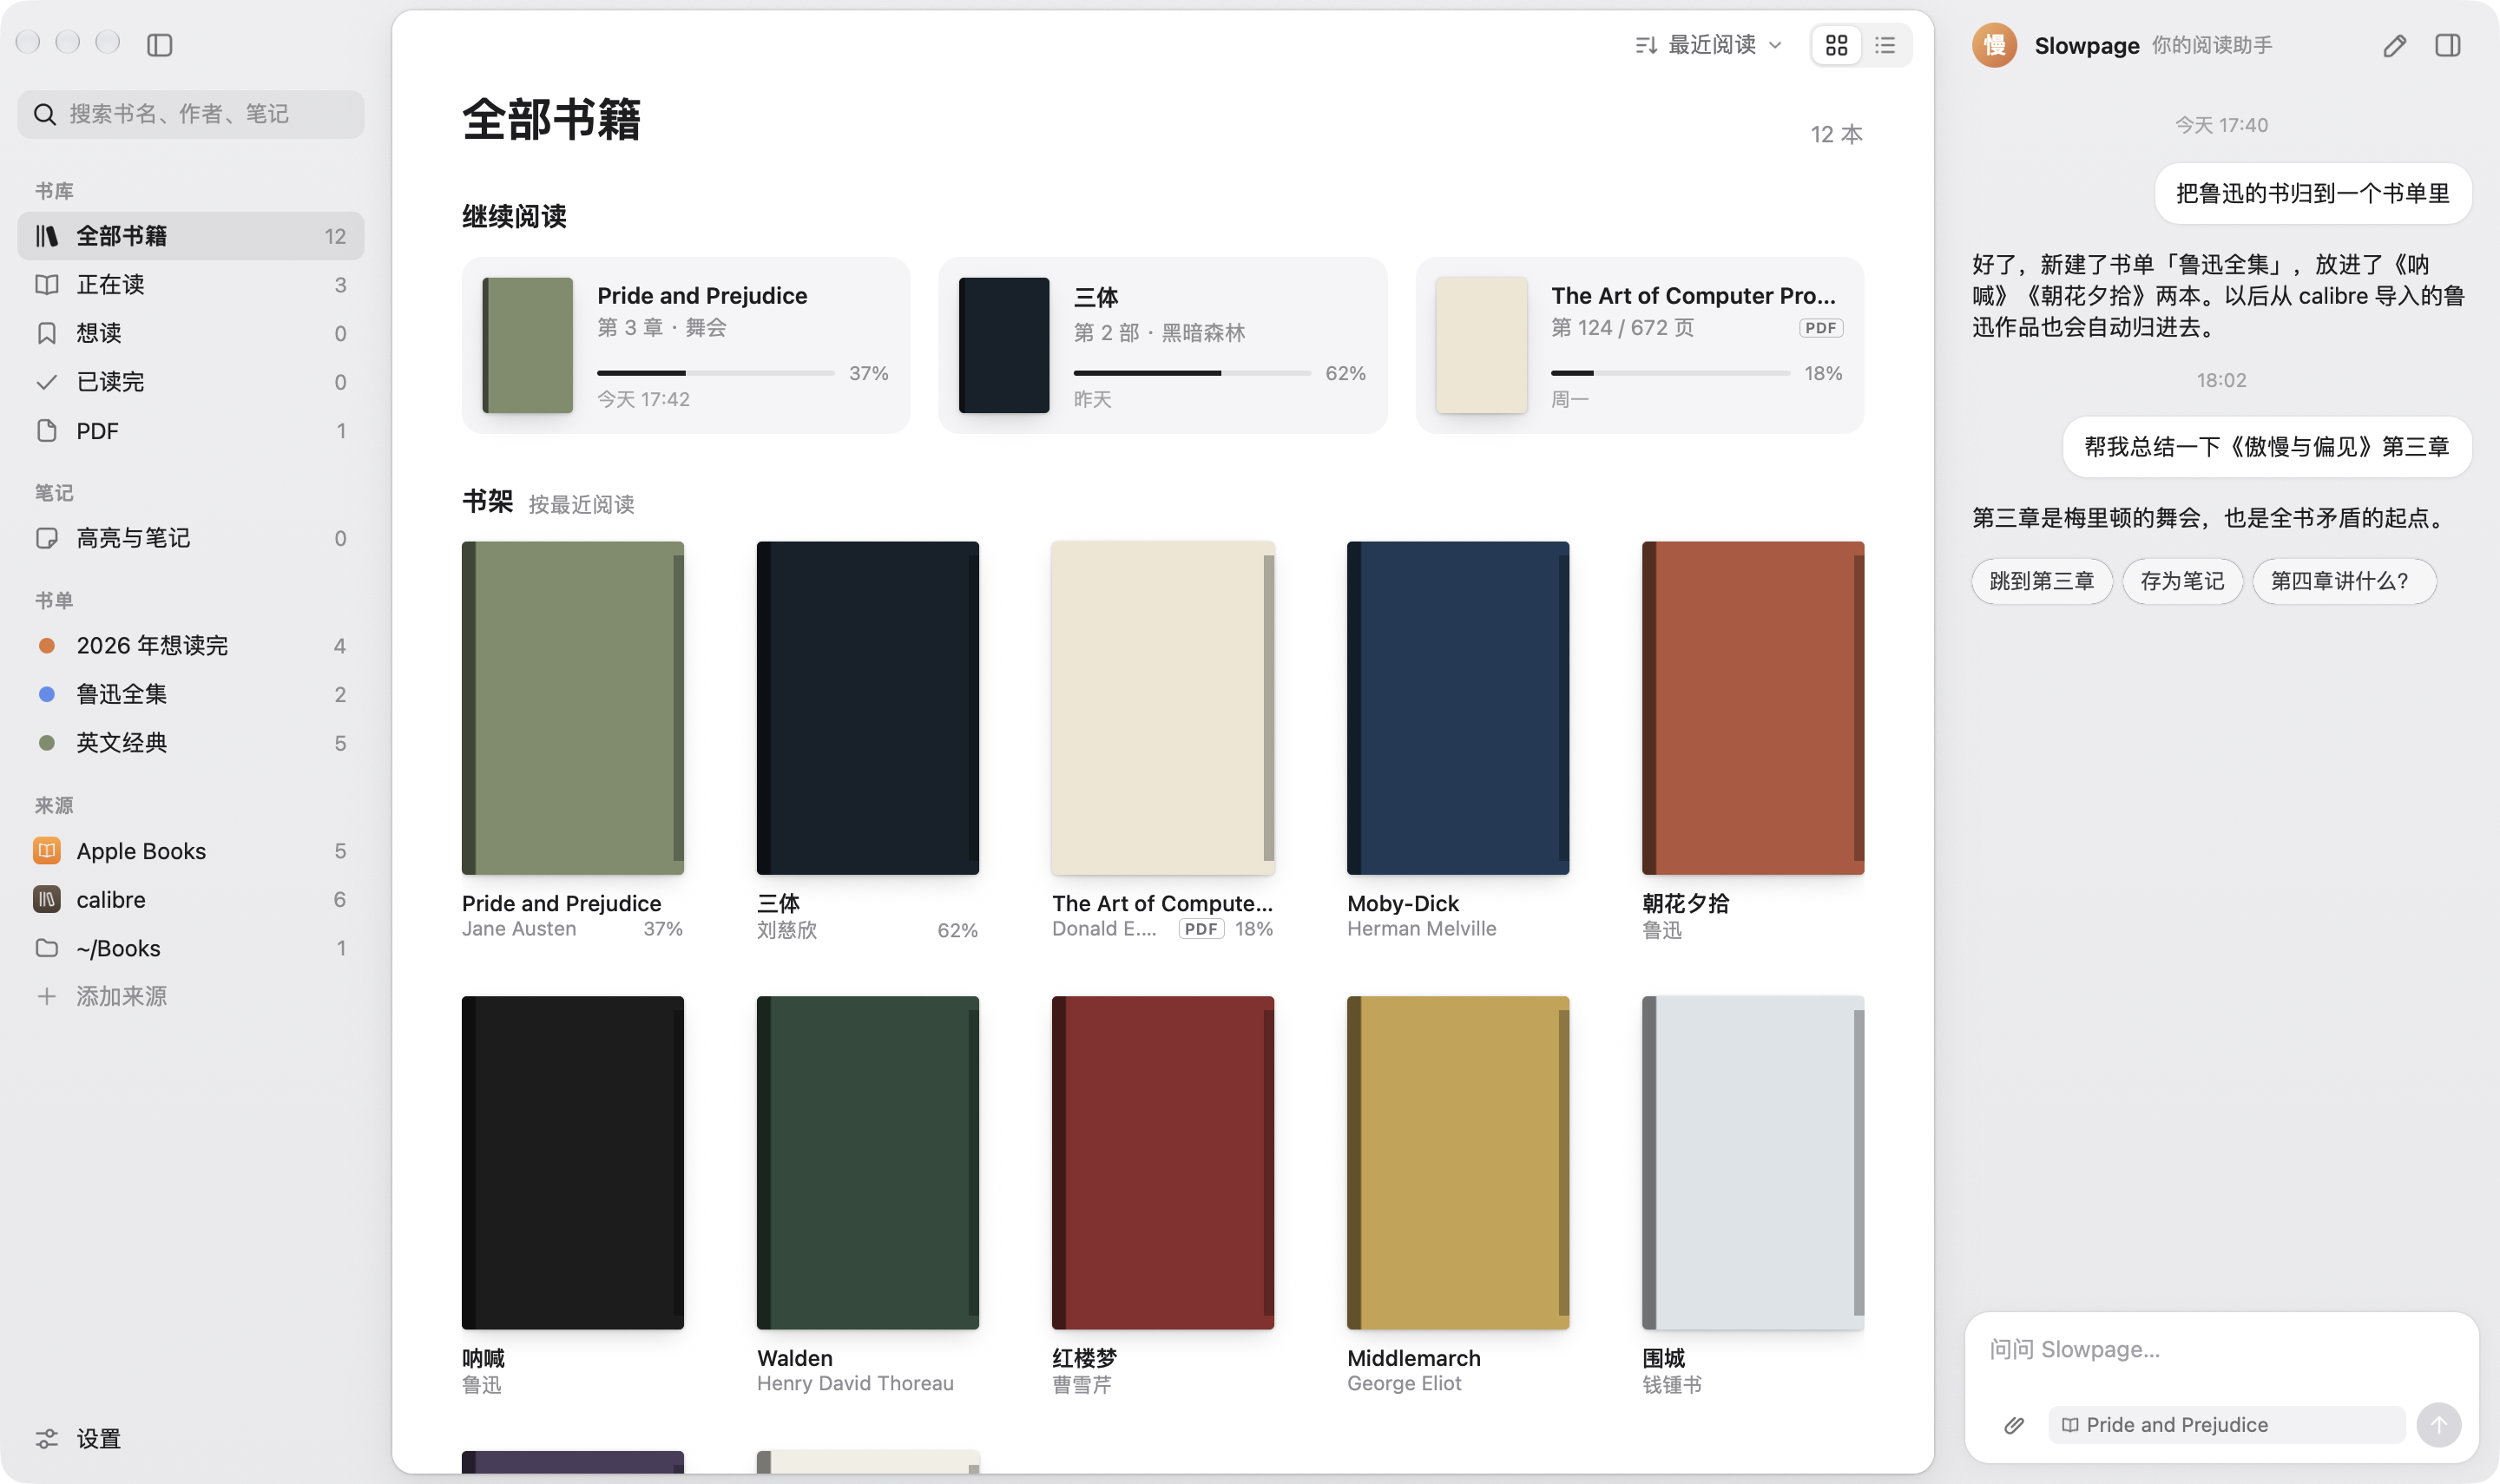 搜索书名、作者、笔记
书库
全部书籍 12
正在读 3
想读 0
已读完 0
PDF 1
笔记
高亮与笔记 0
书单
2026 年想读完 4
鲁迅全集 2
英文经典 5
来源
Apple Books 5
calibre 6
~/Books 1
添加来源
设置
最近阅读
全部书籍
12 本
继续阅读
Pride and Prejudice
第 3 章 · 舞会
37%
今天 17:42
三体
第 2 部 · 黑暗森林
62%
昨天
The Art of Computer Pro...
第 124 / 672 页 PDF
18%
周一
书架 按最近阅读
Pride and Prejudice
Jane Austen 37%
三体
刘慈欣 62%
The Art of Compute...
Donald E.... PDF 18%
Moby-Dick
Herman Melville
朝花夕拾
鲁迅
呐喊
鲁迅
Walden
Henry David Thoreau
红楼梦
曹雪芹
Middlemarch
George Eliot
围城
钱锺书
慢 Slowpage 你的阅读助手
今天 17:40
把鲁迅的书归到一个书单里
好了，新建了书单「鲁迅全集」，放进了《呐
喊》《朝花夕拾》两本。以后从 calibre 导入的鲁
迅作品也会自动归进去。
18:02
帮我总结一下《傲慢与偏见》第三章
第三章是梅里顿的舞会，也是全书矛盾的起点。
跳到第三章 存为笔记 第四章讲什么？
问问 Slowpage...
Pride and Prejudice